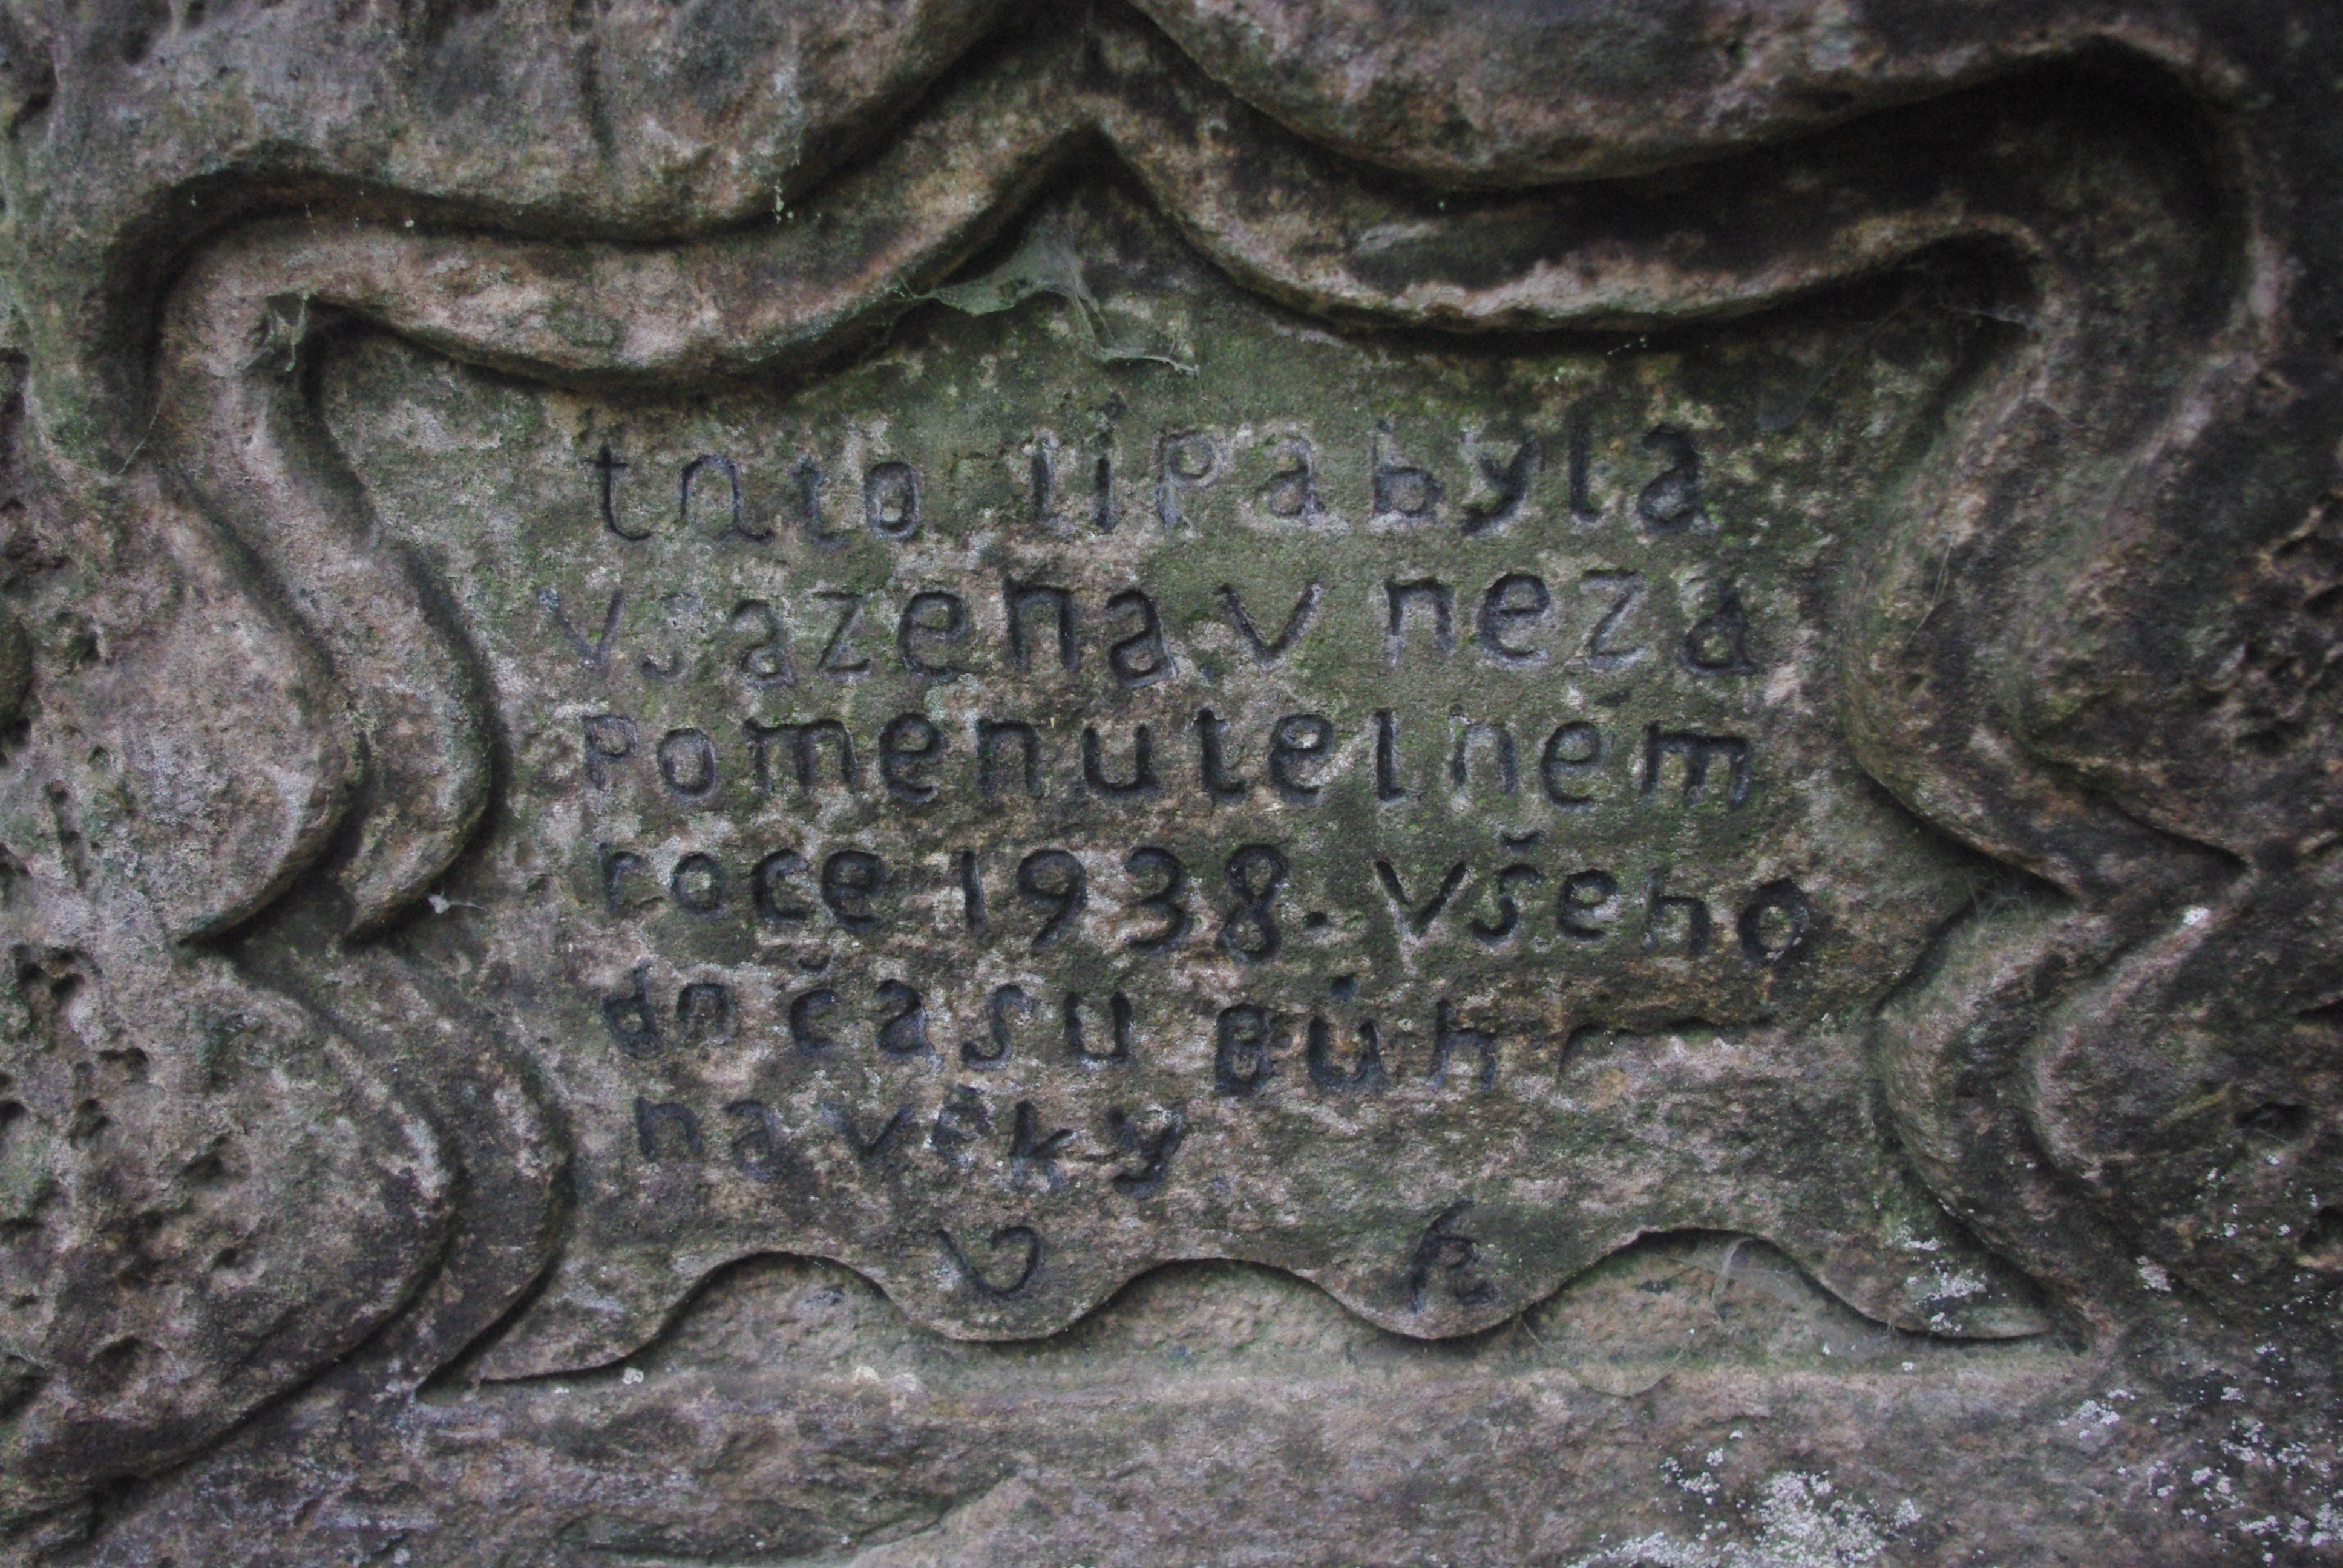 tato lípa byla
vsazena v neza
pomenutelném
roce 1938. všeho
do času Bůh
na věky